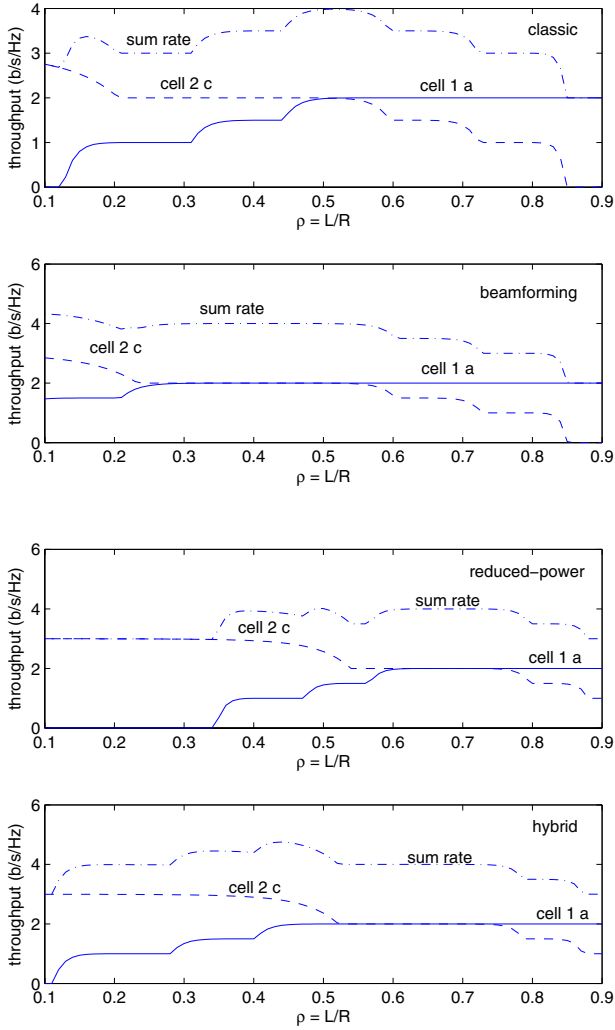 4
3
2
1
0
throughput (b/s/Hz)
sum rate
classic
cell 2 c
cell 1 a
0.1 0.2 0.3 0.4 0.5 0.6 0.7 0.8 0.9
ρ = L/R
6
4
2
0
throughput (b/s/Hz)
beamforming
sum rate
cell 2 c
cell 1 a
0.1 0.2 0.3 0.4 0.5 0.6 0.7 0.8 0.9
ρ = L/R
6
4
2
0
throughput (b/s/Hz)
reduced-power
sum rate
cell 2 c
cell 1 a
0.1 0.2 0.3 0.4 0.5 0.6 0.7 0.8 0.9
ρ = L/R
6
4
2
0
throughput (b/s/Hz)
hybrid
sum rate
cell 2 c
cell 1 a
0.1 0.2 0.3 0.4 0.5 0.6 0.7 0.8 0.9
ρ = L/R